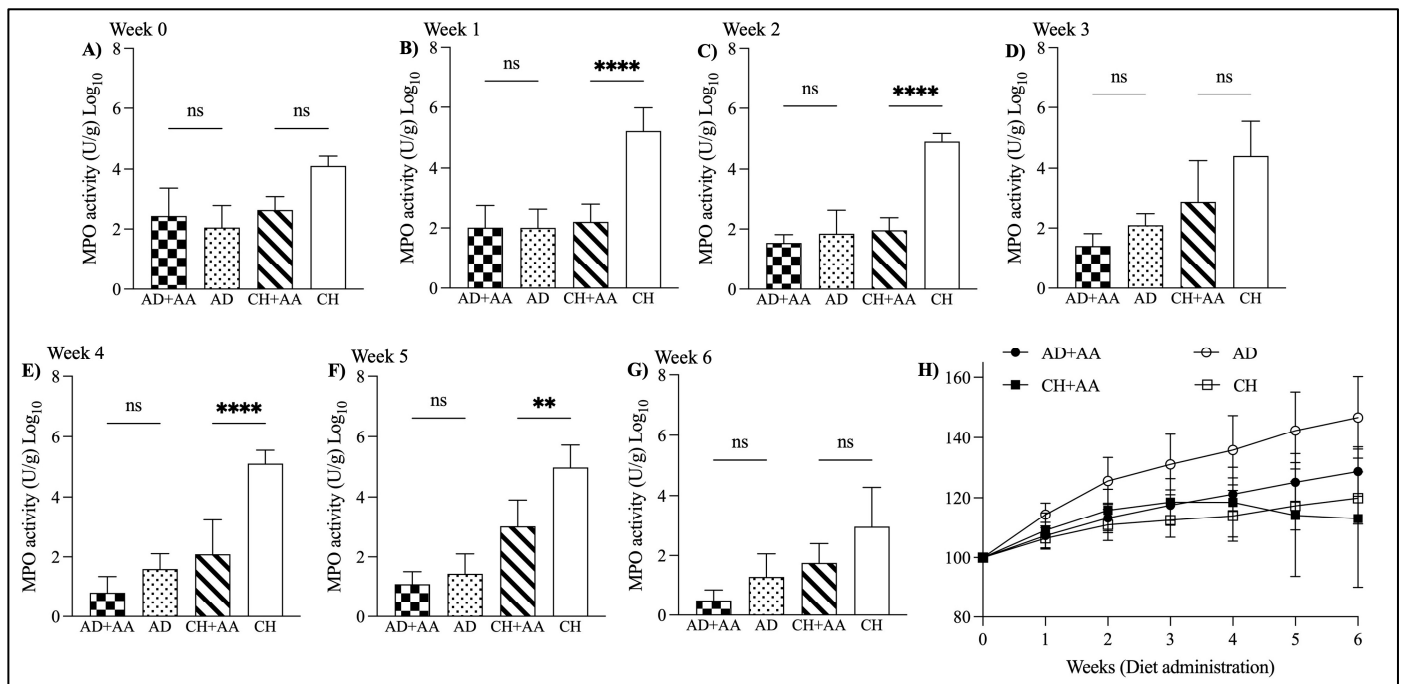 Week 0
A)
MPO activity (U/g) Log10
8
6
4
2
0
ns
ns
AD+AA AD CH+AA CH
Week 1
B)
MPO activity (U/g) Log10
8
6
4
2
0
ns
****
AD+AA AD CH+AA CH
Week 2
C)
MPO activity (U/g) Log10
8
6
4
2
0
ns
****
AD+AA AD CH+AA CH
Week 3
D)
MPO activity (U/g) Log10
8
6
4
2
0
ns
ns
AD+AA AD CH+AA CH
Week 4
E)
MPO activity (U/g) Log10
8
6
4
2
0
ns
****
AD+AA AD CH+AA CH
Week 5
F)
MPO activity (U/g) Log10
8
6
4
2
0
ns
**
AD+AA AD CH+AA CH
Week 6
G)
MPO activity (U/g) Log10
8
6
4
2
0
ns
ns
AD+AA AD CH+AA CH
H)
AD+AA AD
CH+AA CH
160
140
120
100
80
0 1 2 3 4 5 6
Weeks (Diet administration)